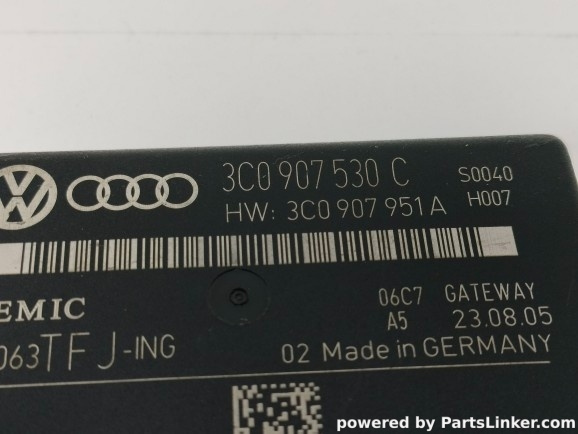 3C0 907 530 C S0040
HW: 3C0 907 951 A H007
EMIC 06C7 GATEWAY
A5 23.08.05
063TFJ-ING 02 Made in GERMANY
powered by PartsLinker.com